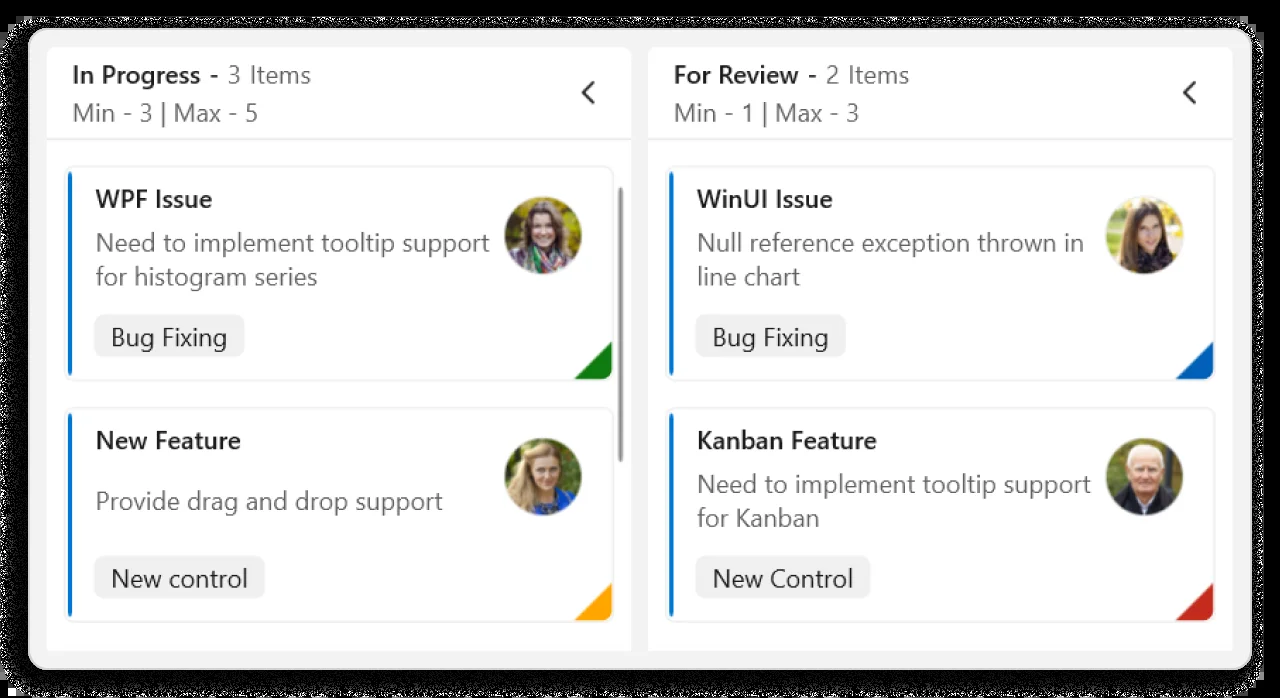 In Progress - 3 Items
Min - 3 | Max - 5
WPF Issue
Need to implement tooltip support
for histogram series
Bug Fixing
New Feature
Provide drag and drop support
New control
For Review - 2 Items
Min - 1 | Max - 3
WinUI Issue
Null reference exception thrown in
line chart
Bug Fixing
Kanban Feature
Need to implement tooltip support
for Kanban
New Control